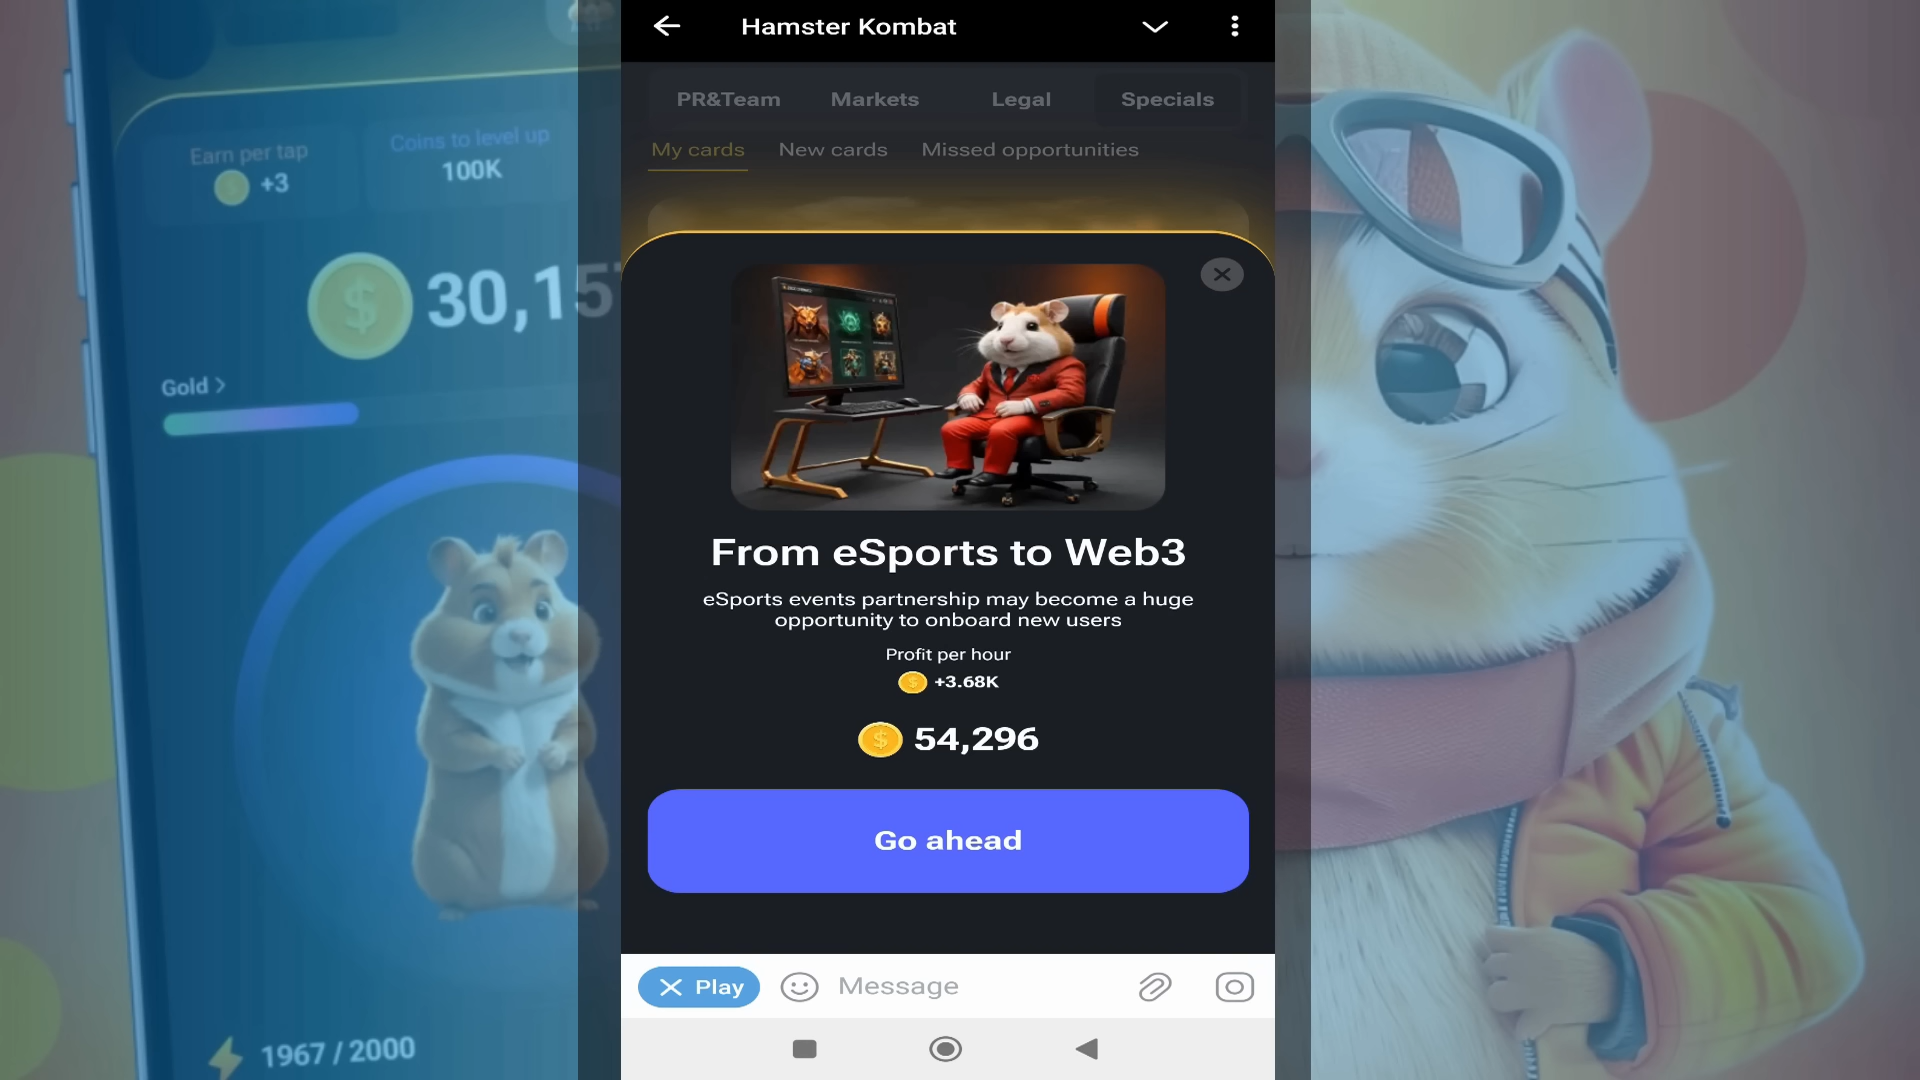 Hamster Kombat
PR&Team
Markets
Legal
Specials
My cards
New cards
Missed opportunities
From eSports to Web3
eSports events partnership may become a huge
opportunity to onboard new users
Profit per hour
+3.68K
54,296
Go ahead
Play
Message
Earn per tap
+3
Coins to level up
100K
30,15
Gold >
1967 / 2000